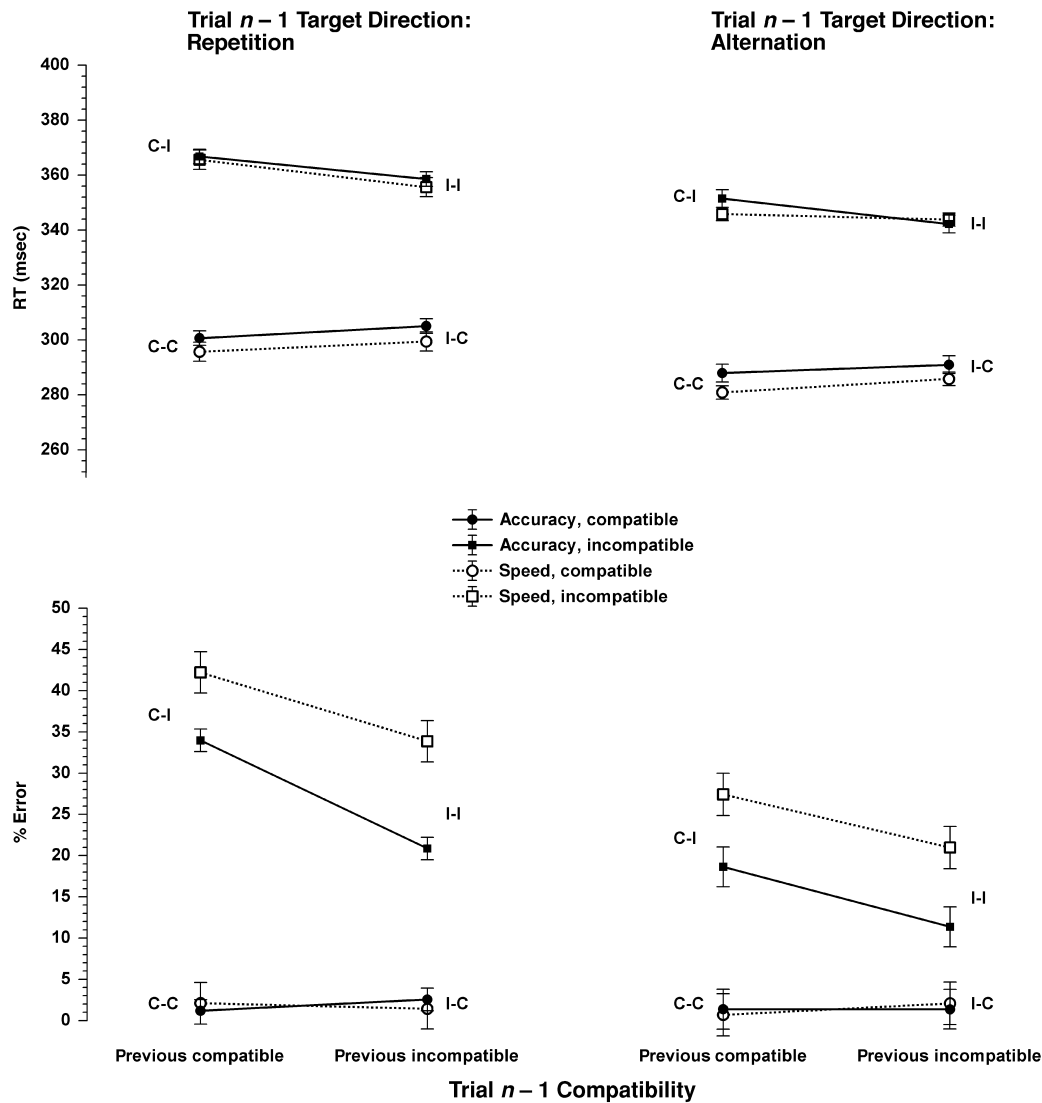 Trial n – 1 Target Direction:
Repetition
Trial n – 1 Target Direction:
Alternation
400
380
360
340
320
300
280
260
RT (msec)
C-I
I-I
C-C
I-C
C-I
I-I
C-C
I-C
Accuracy, compatible
Accuracy, incompatible
Speed, compatible
Speed, incompatible
50
45
40
35
30
25
20
15
10
5
0
% Error
C-I
I-I
C-C
I-C
C-I
I-I
C-C
I-C
Previous compatible
Previous incompatible
Previous compatible
Previous incompatible
Trial n – 1 Compatibility